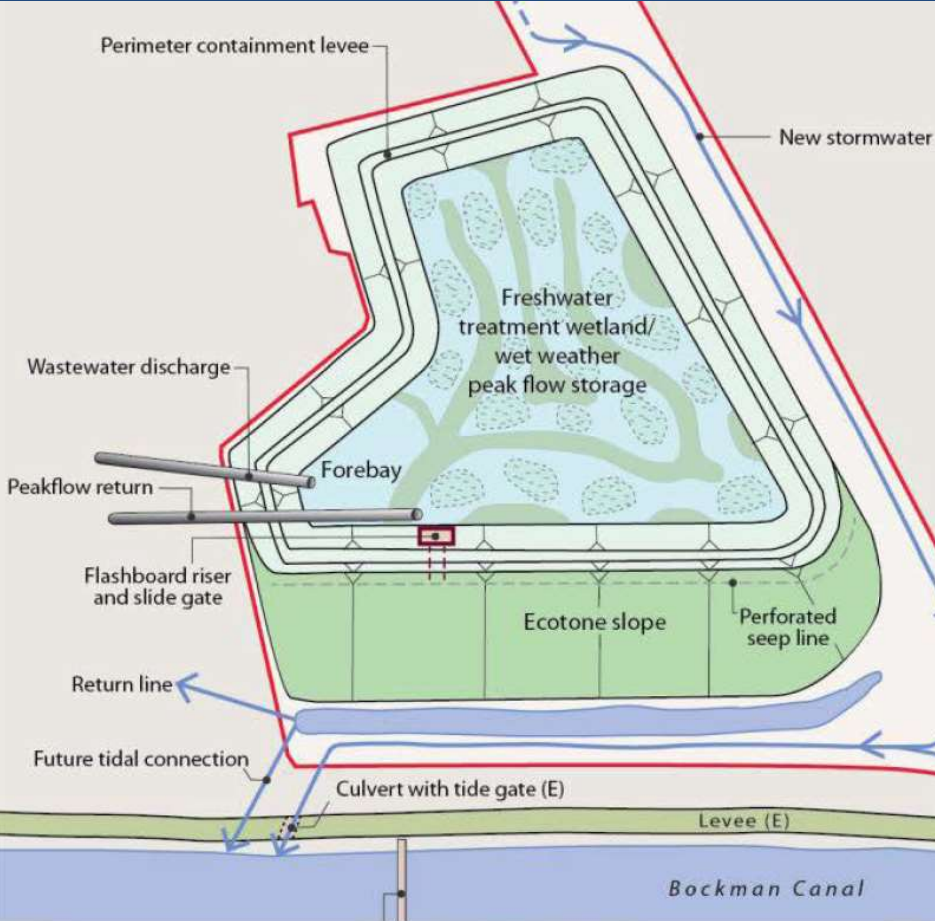 Perimeter containment levee
New stormwater
Freshwater
treatment wetland/
wet weather
peak flow storage
Wastewater discharge
Forebay
Peakflow return
Flashboard riser
and slide gate
Ecotone slope
Perforated
seep line
Return line
Future tidal connection
Culvert with tide gate (E)
Levee (E)
Bockman Canal